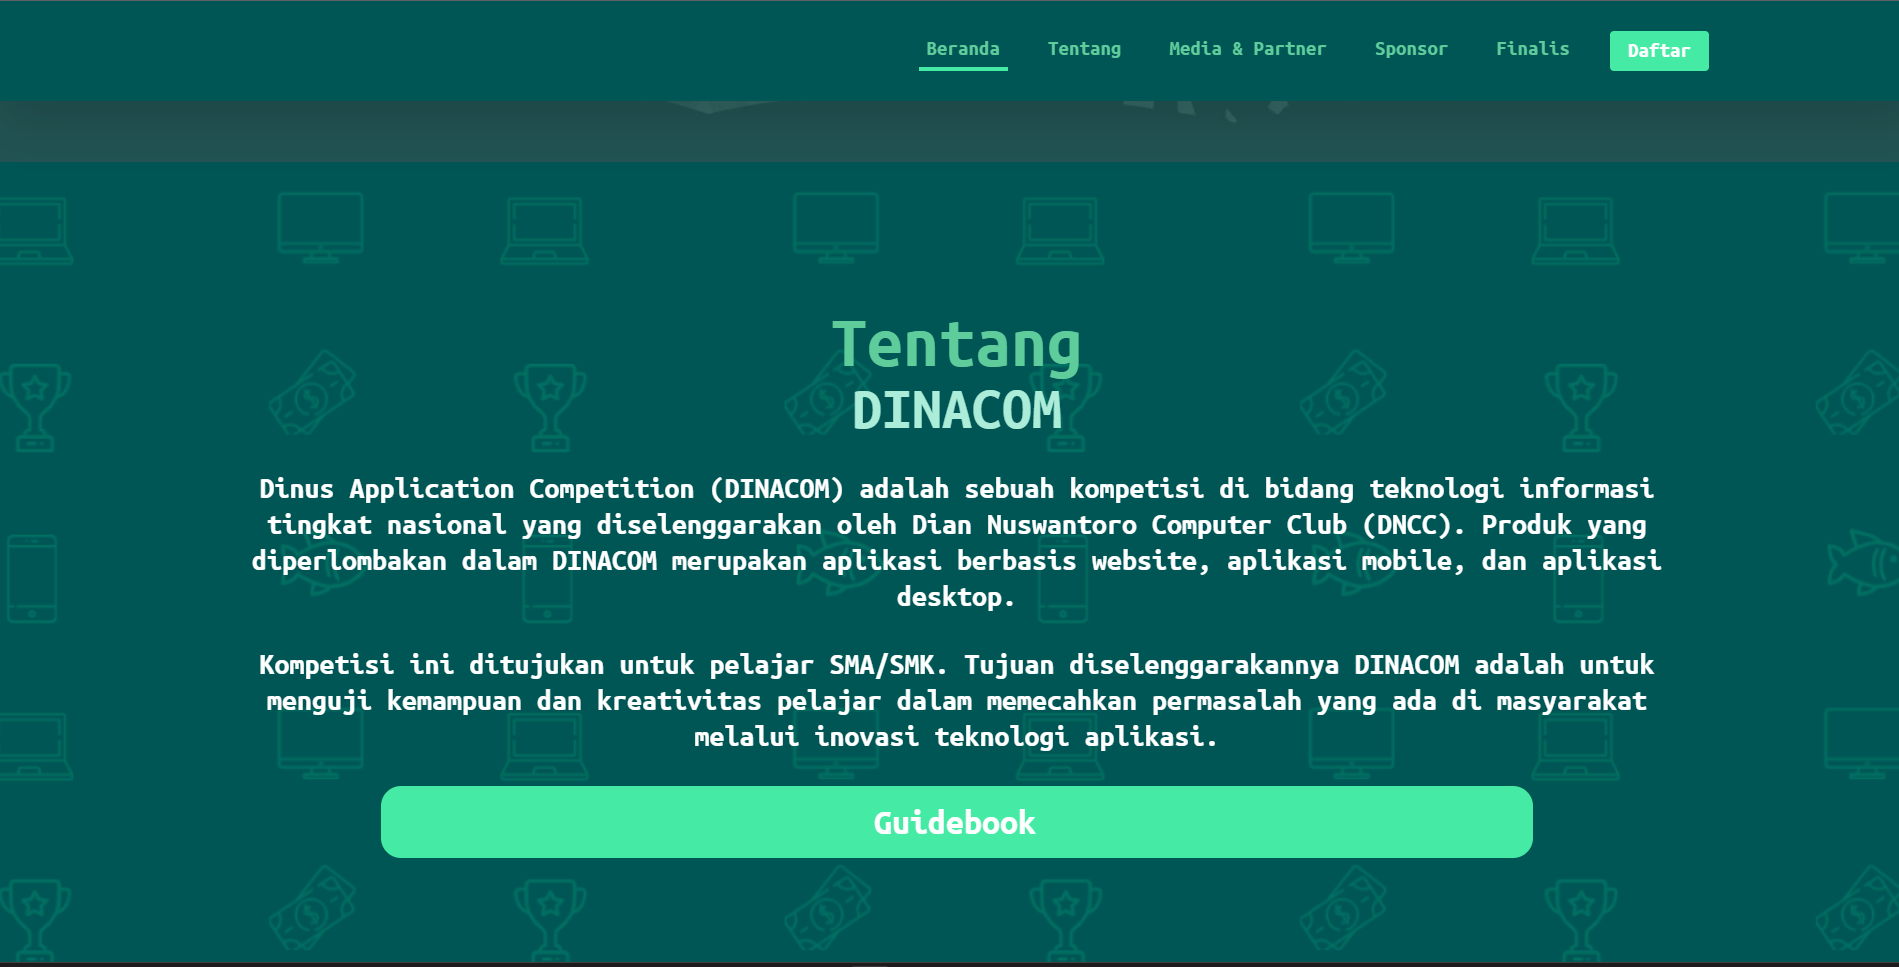 Beranda Tentang Media & Partner Sponsor Finalis Daftar
Tentang
DINACOM
Dinus Application Competition (DINACOM) adalah sebuah kompetisi di bidang teknologi informasi
tingkat nasional yang diselenggarakan oleh Dian Nuswantoro Computer Club (DNCC). Produk yang
diperlombakan dalam DINACOM merupakan aplikasi berbasis website, aplikasi mobile, dan aplikasi
desktop.
Kompetisi ini ditujukan untuk pelajar SMA/SMK. Tujuan diselenggarakannya DINACOM adalah untuk
menguji kemampuan dan kreativitas pelajar dalam memecahkan permasalah yang ada di masyarakat
melalui inovasi teknologi aplikasi.
Guidebook